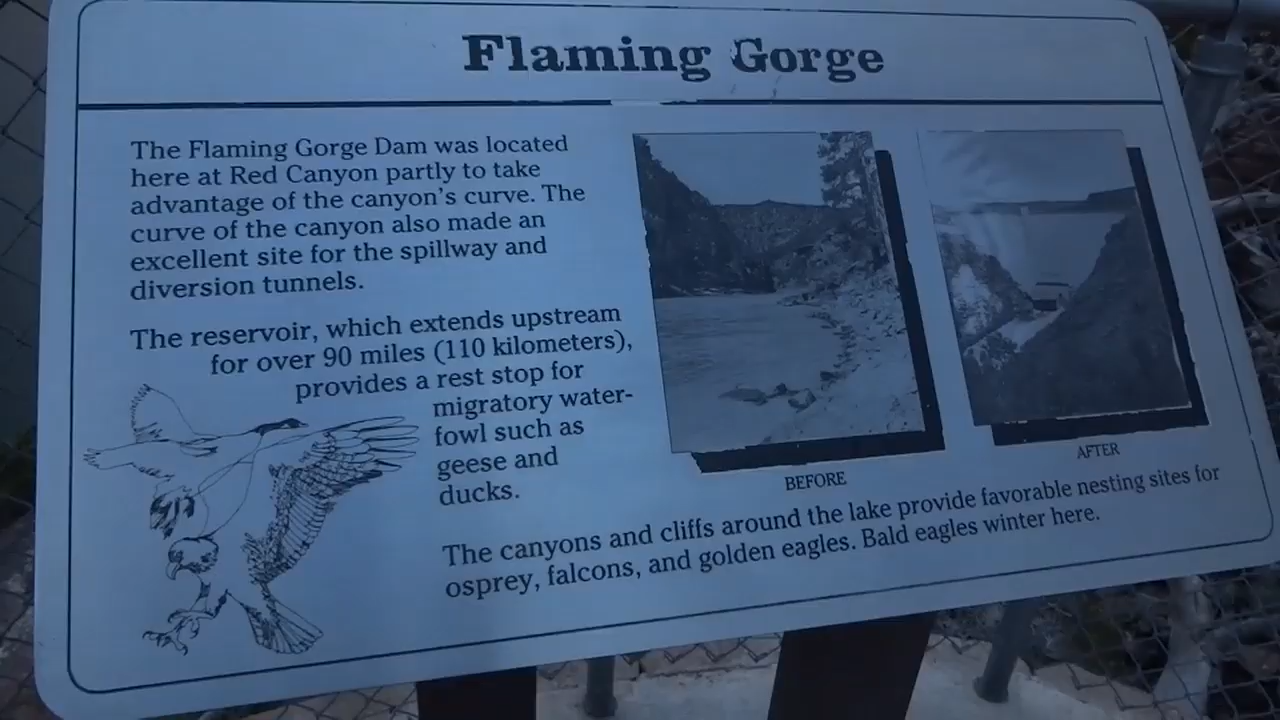 Flaming Gorge
The Flaming Gorge Dam was located
here at Red Canyon partly to take
advantage of the canyon's curve. The
curve of the canyon also made an
excellent site for the spillway and
diversion tunnels.
The reservoir, which extends upstream
for over 90 miles (110 kilometers),
provides a rest stop for
migratory water-
fowl such as
geese and
ducks.
BEFORE
AFTER
The canyons and cliffs around the lake provide favorable nesting sites for
osprey, falcons, and golden eagles. Bald eagles winter here.